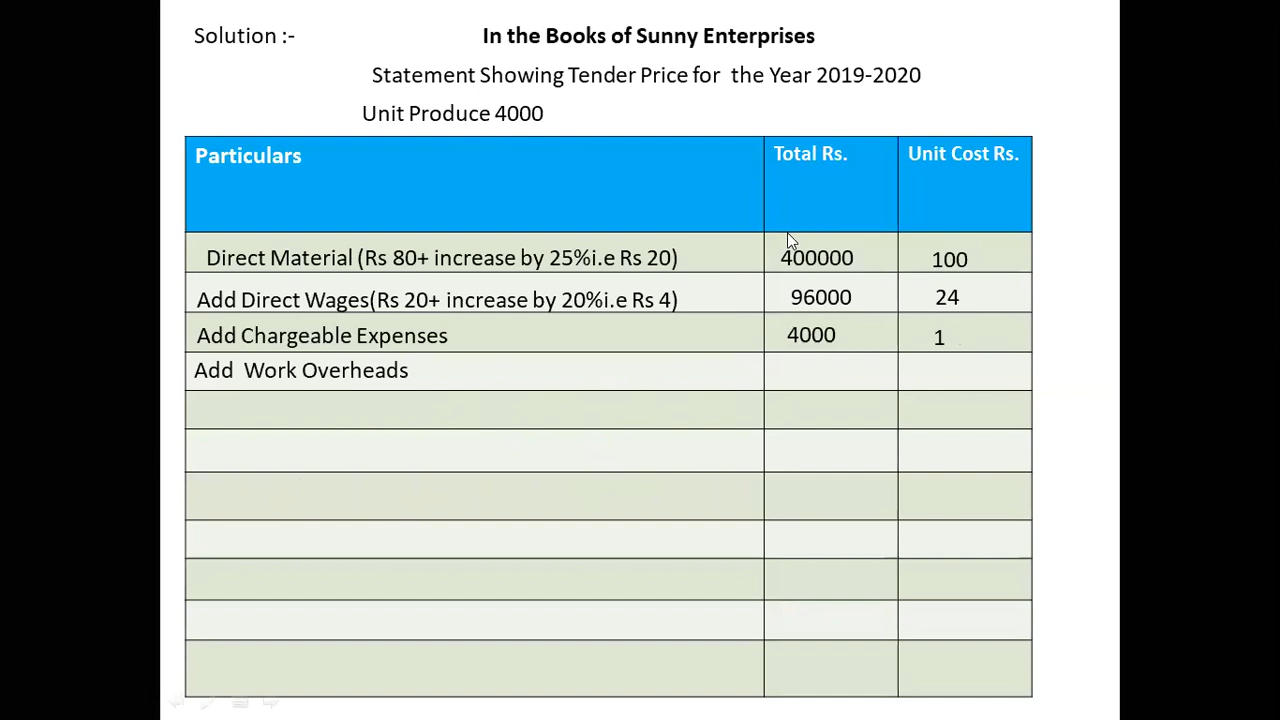 Solution :-
In the Books of Sunny Enterprises
Statement Showing Tender Price for the Year 2019-2020
Unit Produce 4000
Particulars Total Rs. Unit Cost Rs.
Direct Material (Rs 80+ increase by 25%i.e Rs 20) 400000 100
Add Direct Wages(Rs 20+ increase by 20%i.e Rs 4) 96000 24
Add Chargeable Expenses 4000 1
Add Work Overheads